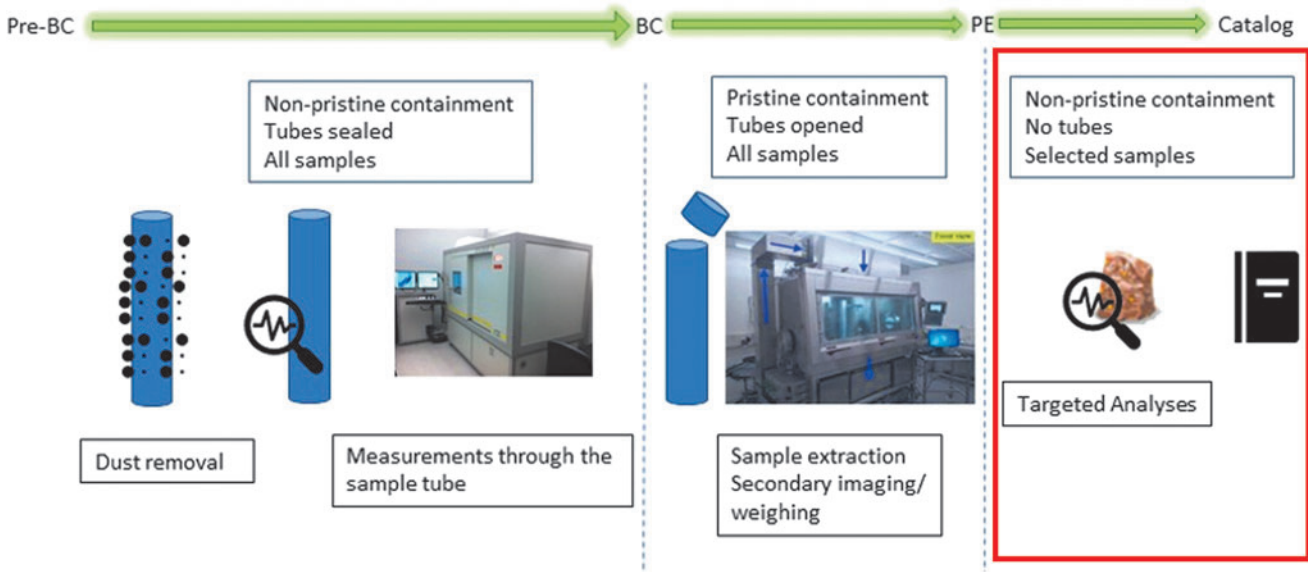 Pre-BC
BC
PE
Catalog
Non-pristine containment
Tubes sealed
All samples
Pristine containment
Tubes opened
All samples
Non-pristine containment
No tubes
Selected samples
Dust removal
Measurements through the
sample tube
Sample extraction
Secondary imaging/
weighing
Targeted Analyses